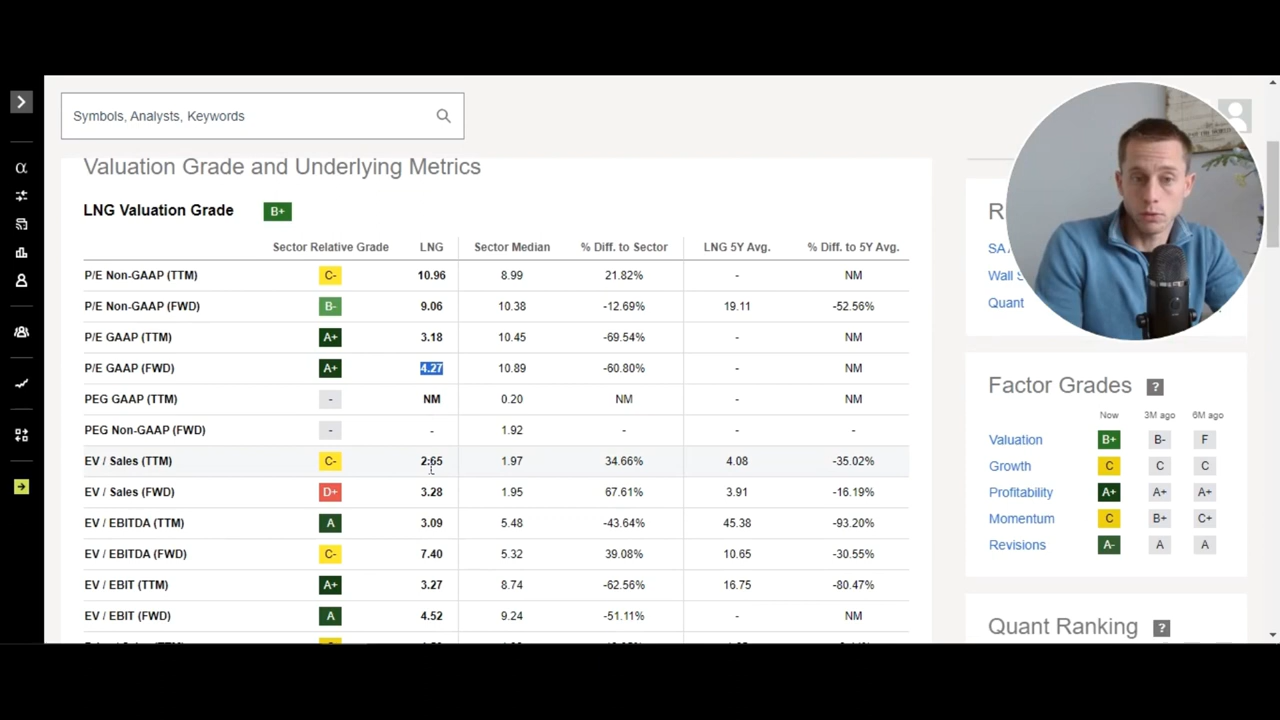 Symbols, Analysts, Keywords
Valuation Grade and Underlying Metrics
LNG Valuation Grade B+
Sector Relative Grade LNG Sector Median % Diff. to Sector LNG 5Y Avg. % Diff. to 5Y Avg.
P/E Non-GAAP (TTM) C- 10.96 8.99 21.82% - NM
P/E Non-GAAP (FWD) B- 9.06 10.38 -12.69% 19.11 -52.56%
P/E GAAP (TTM) A+ 3.18 10.45 -69.54% - NM
P/E GAAP (FWD) A+ 4.27 10.89 -60.80% - NM
PEG GAAP (TTM) - NM 0.20 NM - NM
PEG Non-GAAP (FWD) - - 1.92 - - -
EV / Sales (TTM) C- 2.65 1.97 34.66% 4.08 -35.02%
EV / Sales (FWD) D+ 3.28 1.95 67.61% 3.91 -16.19%
EV / EBITDA (TTM) A 3.09 5.48 -43.64% 45.38 -93.20%
EV / EBITDA (FWD) C- 7.40 5.32 39.08% 10.65 -30.55%
EV / EBIT (TTM) A+ 3.27 8.74 -62.56% 16.75 -80.47%
EV / EBIT (FWD) A 4.52 9.24 -51.11% - NM
R
SA
Wall S
Quant
Factor Grades ?
Now 3M ago 6M ago
Valuation B+ B- F
Growth C C C
Profitability A+ A+ A+
Momentum C B+ C+
Revisions A- A A
Quant Ranking ?